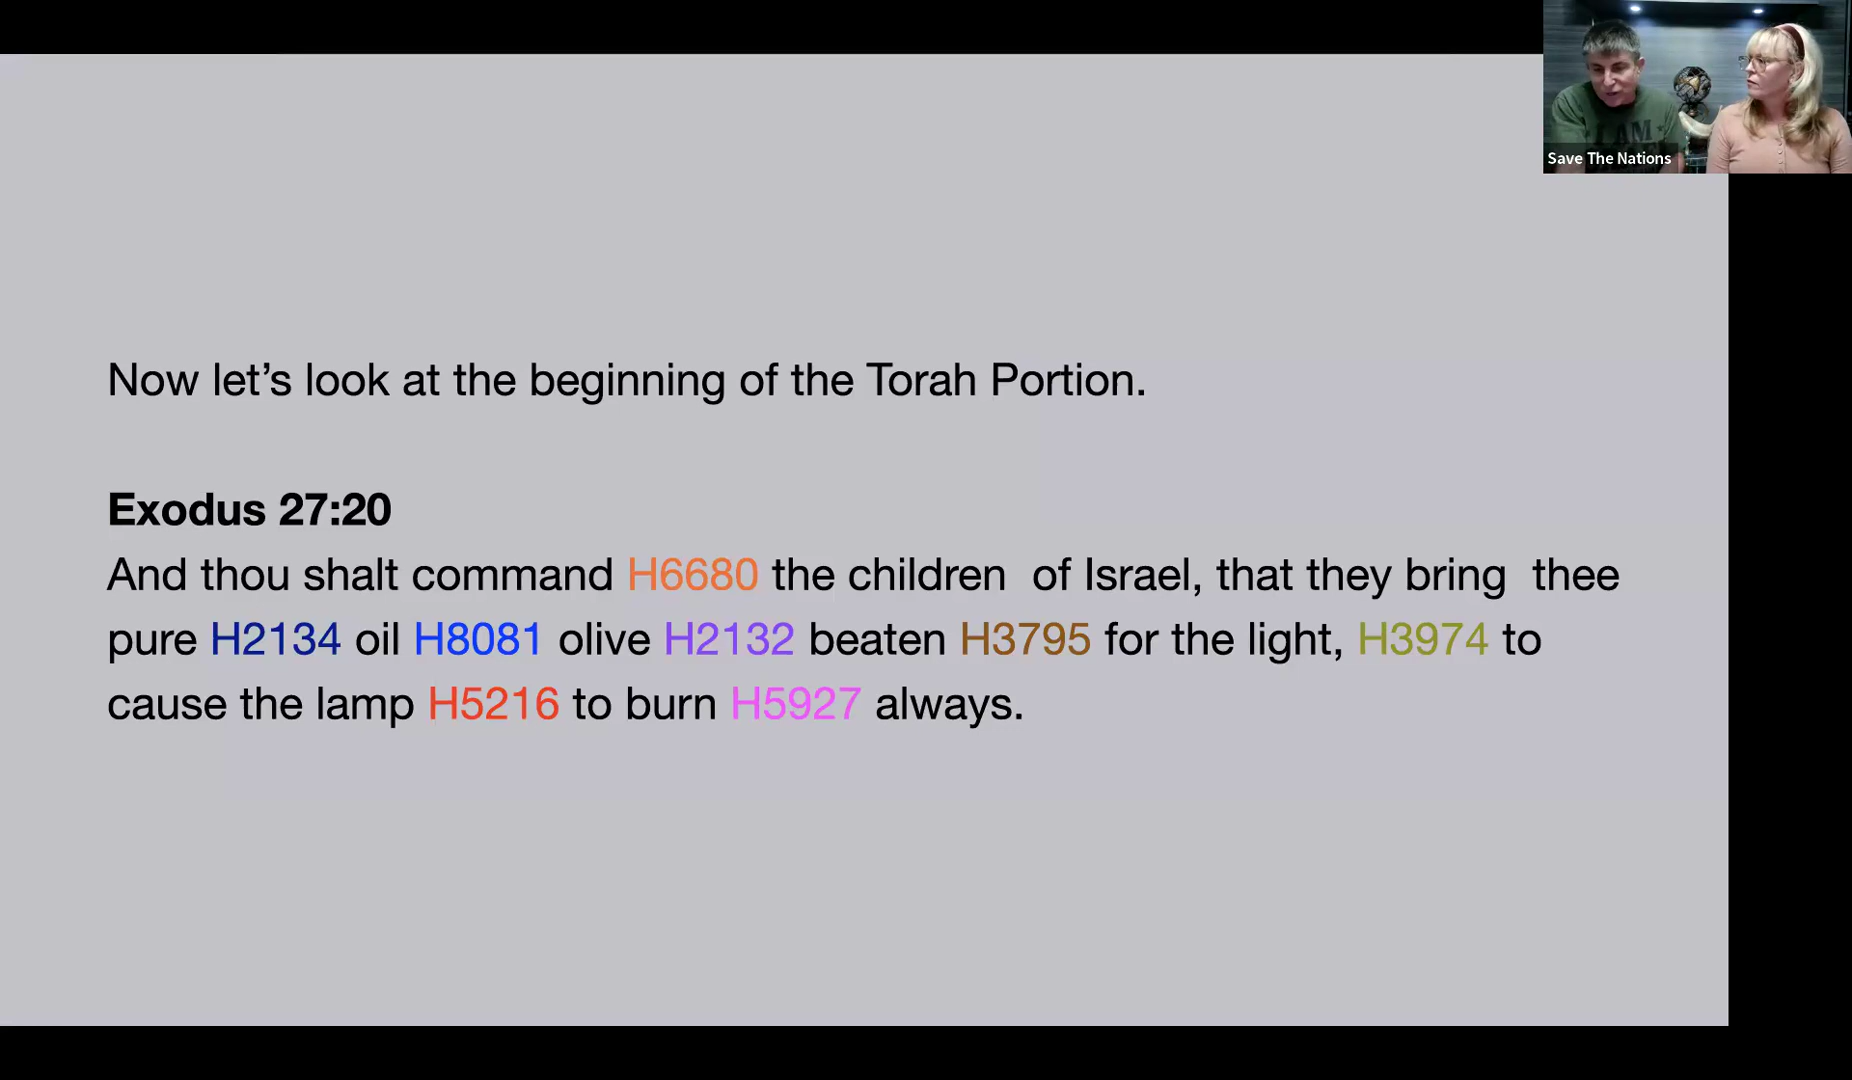 Save The Nations
I AM
Now let’s look at the beginning of the Torah Portion.
Exodus 27:20
And thou shalt command H6680 the children of Israel, that they bring thee
pure H2134 oil H8081 olive H2132 beaten H3795 for the light, H3974 to
cause the lamp H5216 to burn H5927 always.